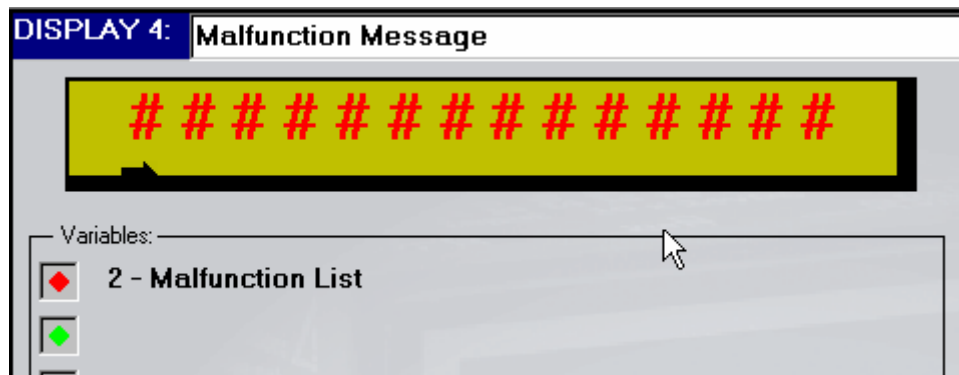 DISPLAY 4: Malfunction Message
# # # # # # # # # # # # # #
Variables:
2 - Malfunction List